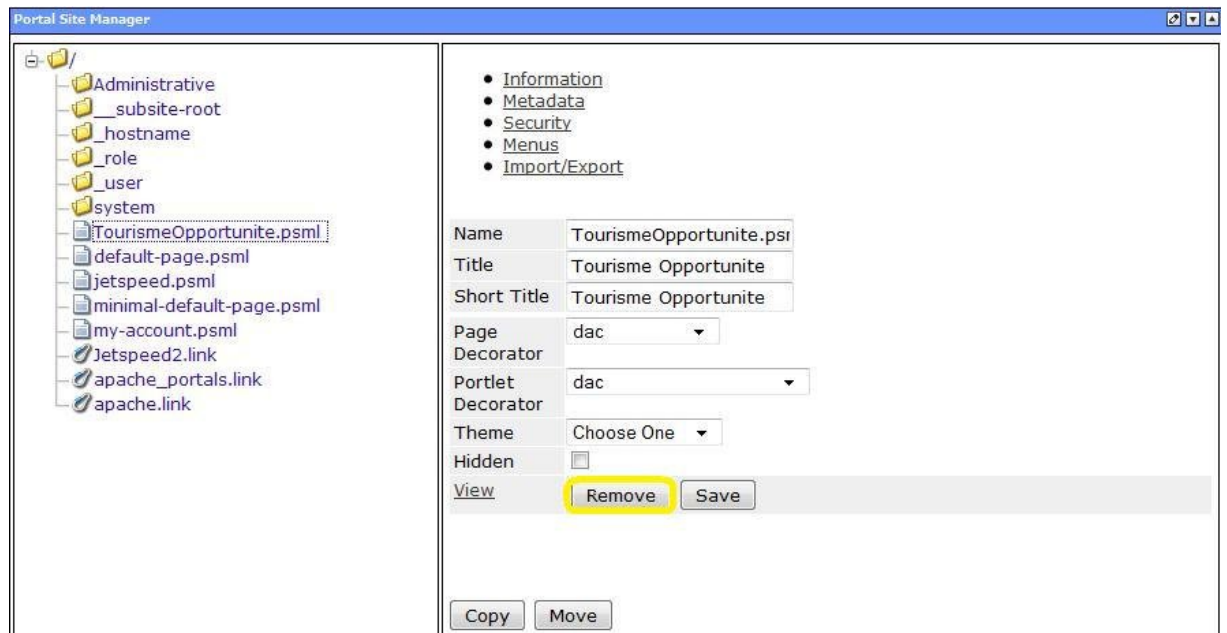 Portal Site Manager
/
Administrative
__subsite-root
_hostname
_role
_user
system
TourismeOpportunite.psml
default-page.psml
jetspeed.psml
minimal-default-page.psml
my-account.psml
Jetspeed2.link
apache_portals.link
apache.link
Information
Metadata
Security
Menus
Import/Export
Name TourismeOpportunite.psm
Title Tourisme Opportunite
Short Title Tourisme Opportunite
Page Decorator dac
Portlet Decorator dac
Theme Choose One
Hidden
View Remove Save
Copy Move